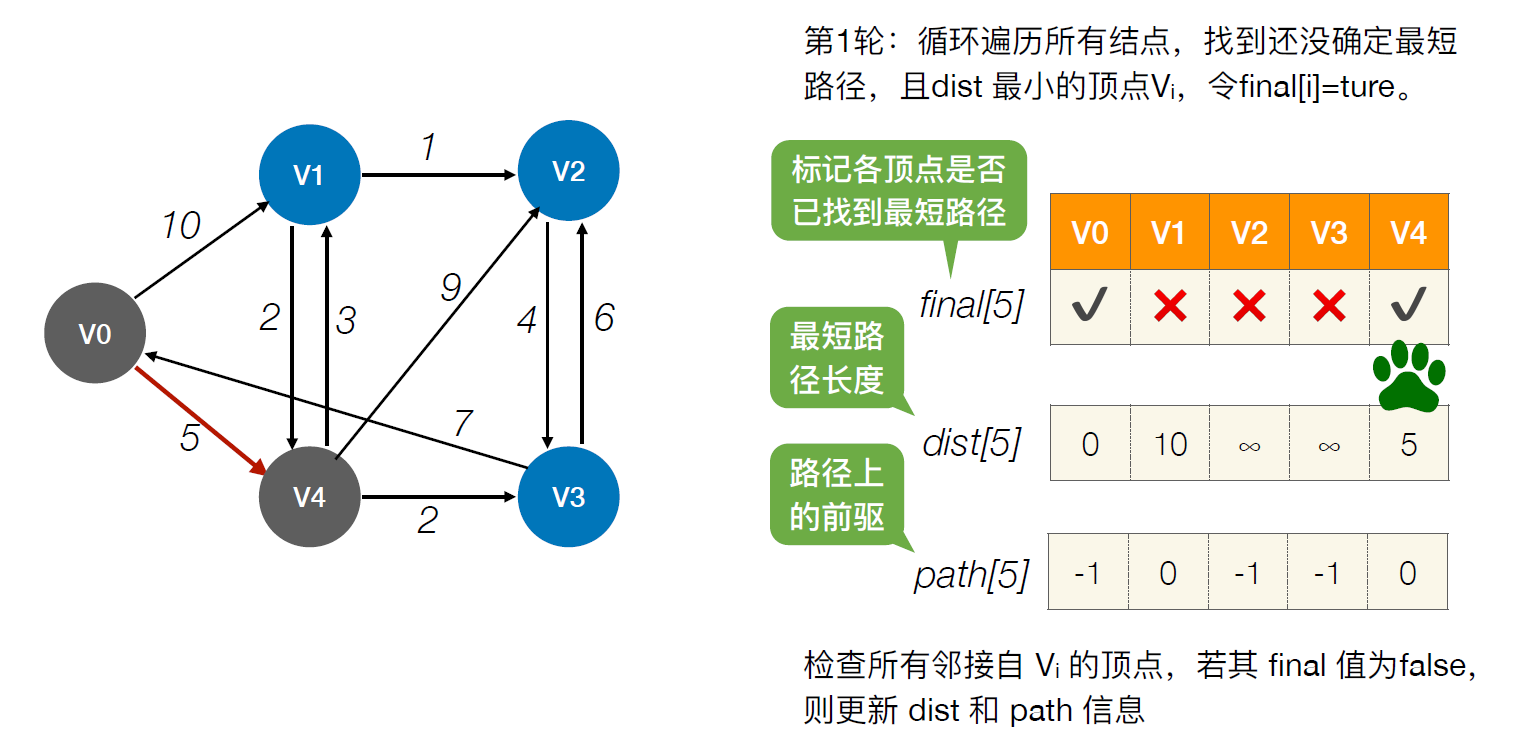 第1轮：循环遍历所有结点，找到还没确定最短
路径，且dist 最小的顶点Vi，令final[i]=ture。
标记各顶点是否
已找到最短路径
V0 V1 V2 V3 V4
final[5]
最短路
径长度
dist[5] 0 10 ∞ ∞ 5
路径上
的前驱
path[5] -1 0 -1 -1 0
检查所有邻接自 Vi 的顶点，若其 final 值为false，
则更新 dist 和 path 信息
V1
1
V2
10
V0
2
3
9
4
6
5
7
V4
2
V3